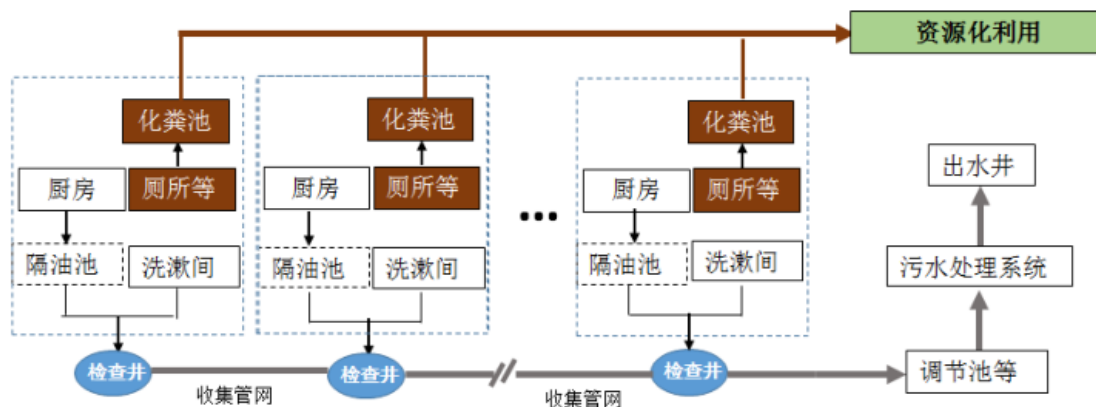 资源化利用
化粪池
化粪池
化粪池
厨房
厕所等
厨房
厕所等
...
厨房
厕所等
出水井
隔油池
洗漱间
隔油池
洗漱间
隔油池
洗漱间
污水处理系统
检查井
检查井
检查井
调节池等
收集管网
收集管网